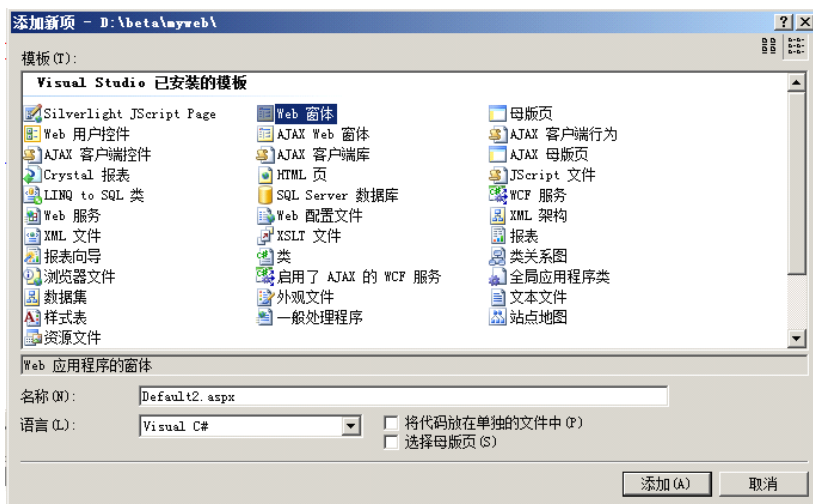 添加新项 - D:\beta\myweb\
模板(T):
Visual Studio 已安装的模板
Silverlight JScript Page Web 窗体 母版页
Web 用户控件 AJAX Web 窗体 AJAX 客户端行为
AJAX 客户端控件 AJAX 客户端库 AJAX 母版页
Crystal 报表 HTML 页 JScript 文件
LINQ to SQL 类 SQL Server 数据库 WCF 服务
Web 服务 Web 配置文件 XML 架构
XML 文件 XSLT 文件 报表
报表向导 类 类关系图
浏览器文件 启用了 AJAX 的 WCF 服务 全局应用程序类
数据集 外观文件 文本文件
样式表 一般处理程序 站点地图
资源文件
Web 应用程序的窗体
名称(N): Default2.aspx
语言(L): Visual C# 将代码放在单独的文件中(P)
选择母版页(S)
添加(A) 取消